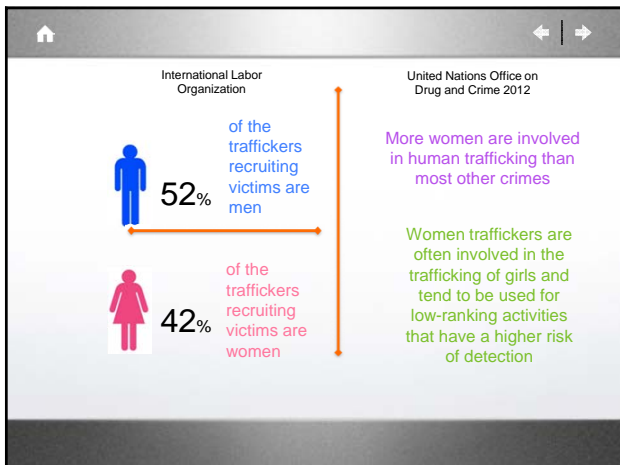 International Labor
Organization
52%
of the
traffickers
recruiting
victims are
men
42%
of the
traffickers
recruiting
victims are
women
United Nations Office on
Drug and Crime 2012
More women are involved
in human trafficking than
most other crimes
Women traffickers are
often involved in the
trafficking of girls and
tend to be used for
low-ranking activities
that have a higher risk
of detection